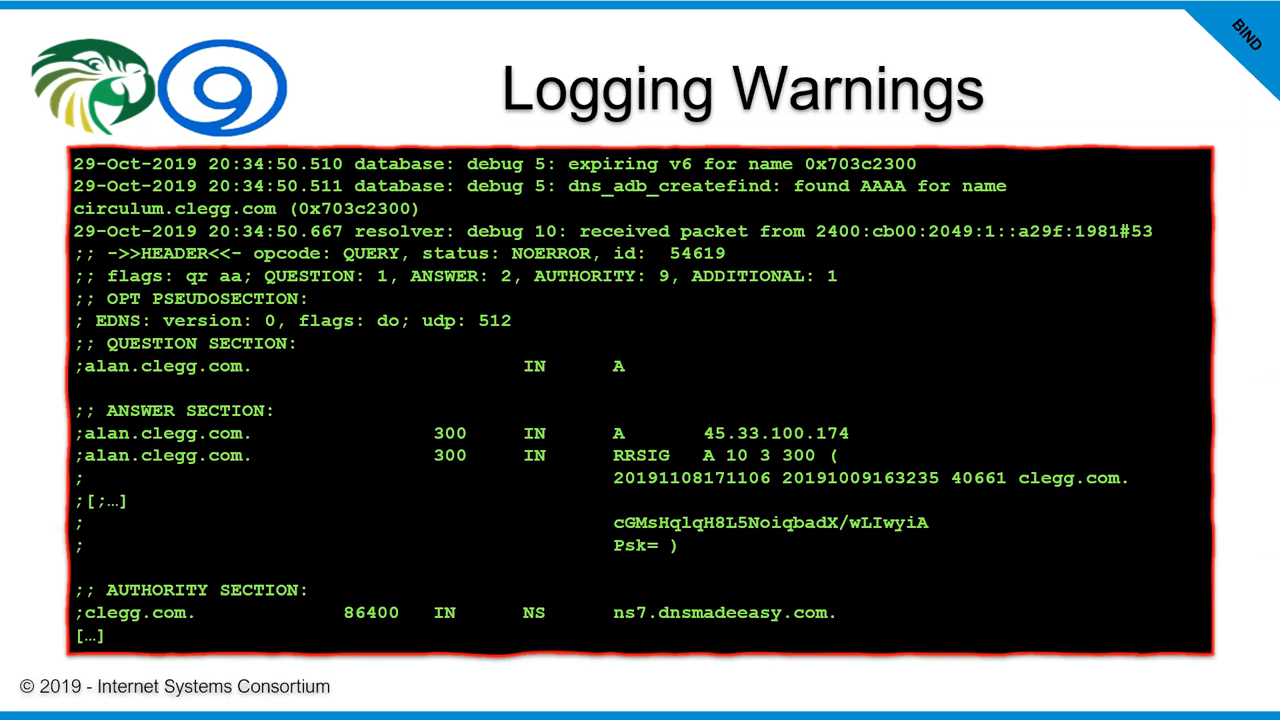 BIND
9
Logging Warnings
29-Oct-2019 20:34:50.510 database: debug 5: expiring v6 for name 0x703c2300
29-Oct-2019 20:34:50.511 database: debug 5: dns_adb_createfind: found AAAA for name
circulum.clegg.com (0x703c2300)
29-Oct-2019 20:34:50.667 resolver: debug 10: received packet from 2400:cb00:2049:1::a29f:1981#53
;; ->>HEADER<<- opcode: QUERY, status: NOERROR, id:  54619
;; flags: qr aa; QUESTION: 1, ANSWER: 2, AUTHORITY: 9, ADDITIONAL: 1
;; OPT PSEUDOSECTION:
; EDNS: version: 0, flags: do; udp: 512
;; QUESTION SECTION:
;alan.clegg.com. IN A
;; ANSWER SECTION:
;alan.clegg.com. 300 IN A 45.33.100.174
;alan.clegg.com. 300 IN RRSIG A 10 3 300 (
; 20191108171106 20191009163235 40661 clegg.com.
;[;…]
; cGMsHqlqH8L5NoiqbadX/wLIwyiA
; Psk= )
;; AUTHORITY SECTION:
;clegg.com. 86400 IN NS ns7.dnsmadeeasy.com.
[…]
© 2019 - Internet Systems Consortium